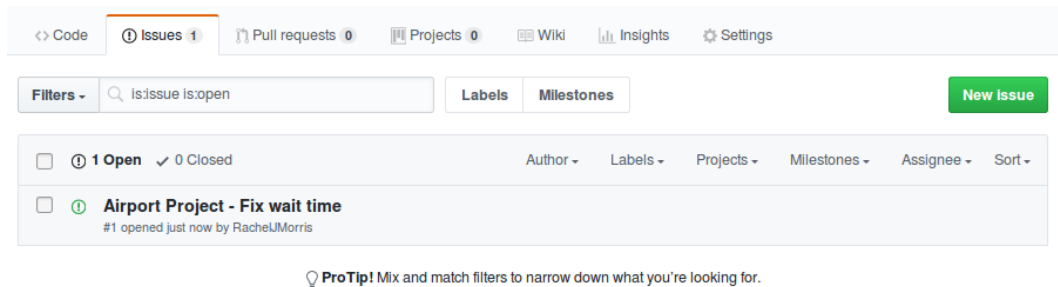 <> Code Issues 1 Pull requests 0 Projects 0 Wiki Insights Settings
Filters is:issue is:open Labels Milestones New issue
1 Open 0 Closed Author Labels Projects Milestones Assignee Sort
Airport Project - Fix wait time
#1 opened just now by RachelJMorris
ProTip! Mix and match filters to narrow down what you're looking for.